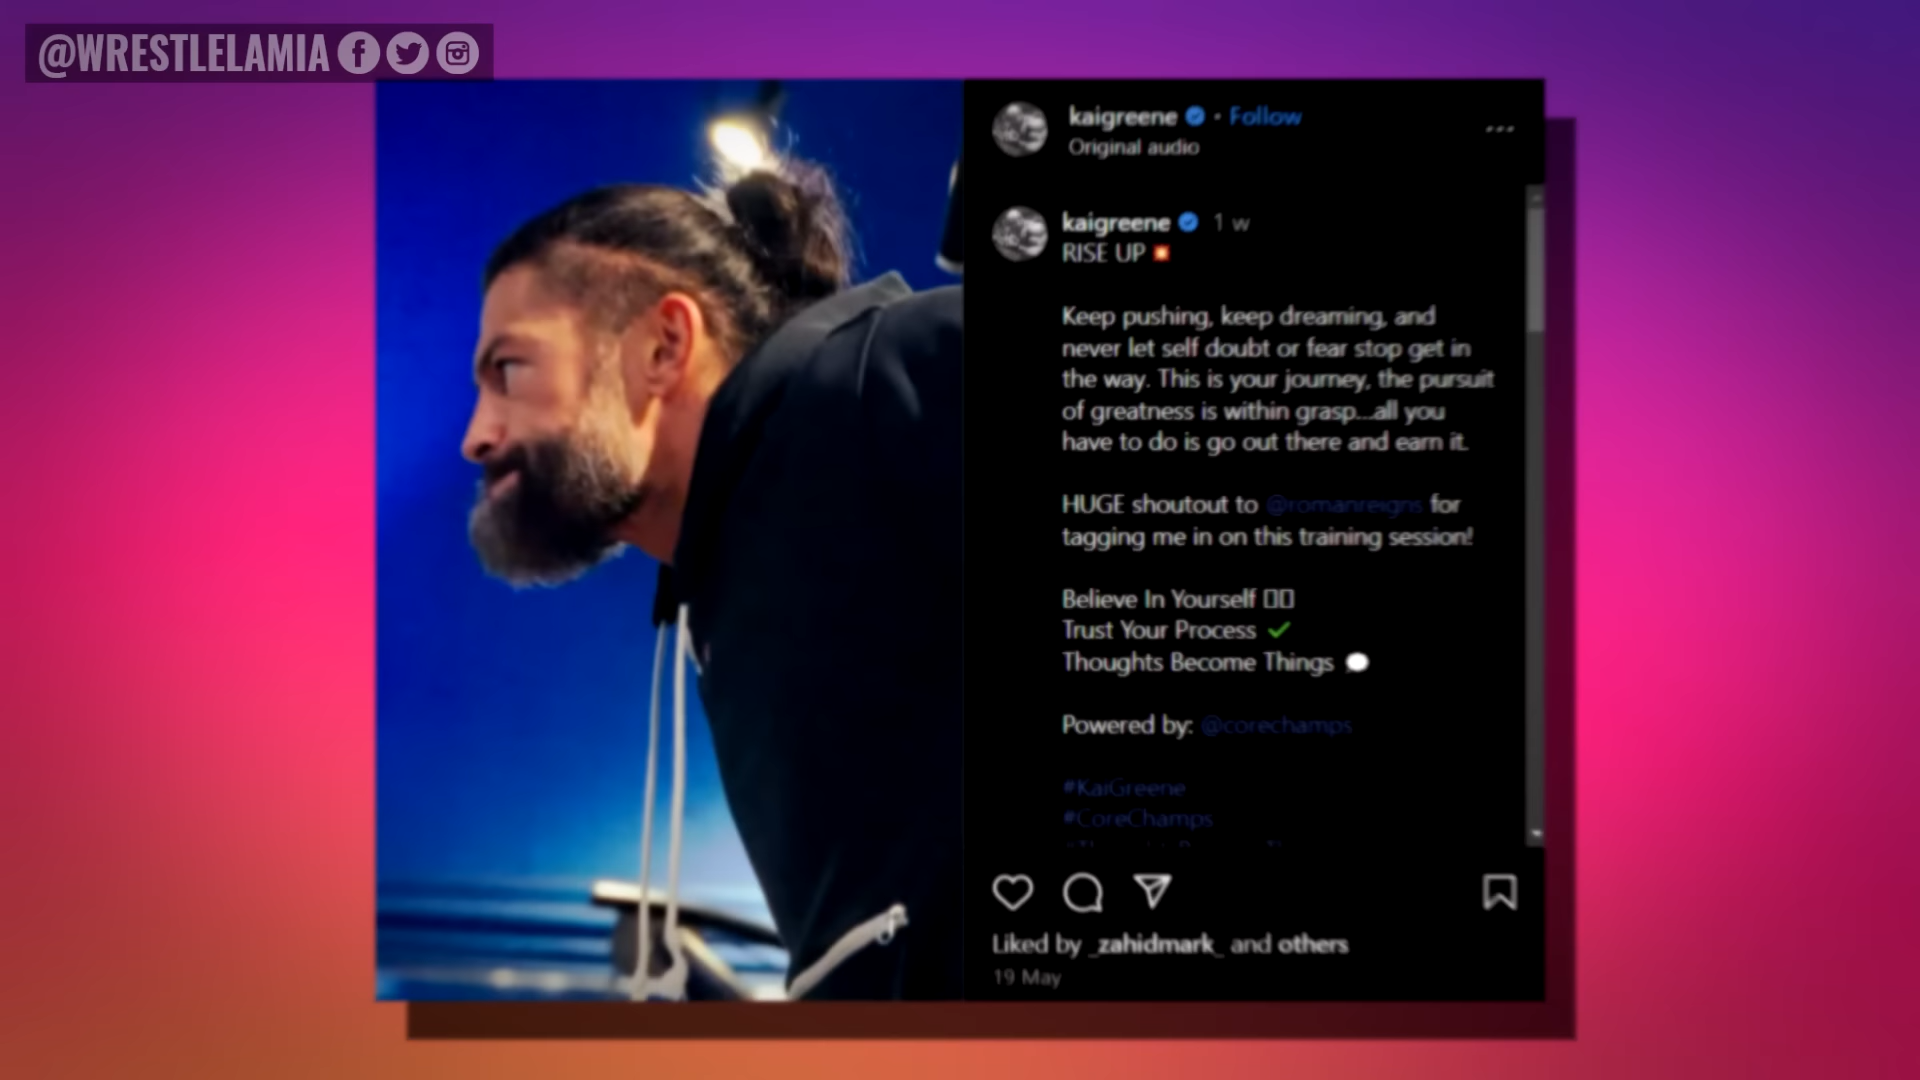 @WRESTLELAMIA
kaigreene • Follow
Original audio
kaigreene 1 w
RISE UP
Keep pushing, keep dreaming, and
never let self doubt or fear stop get in
the way. This is your journey, the pursuit
of greatness is within grasp...all you
have to do is go out there and earn it.
HUGE shoutout to @romanreigns for
tagging me in on this training session!
Believe In Yourself
Trust Your Process ✓
Thoughts Become Things
Powered by: @corechamps
#KaiGreene
#CoreChamps
Liked by _zahidmark_ and others
19 May